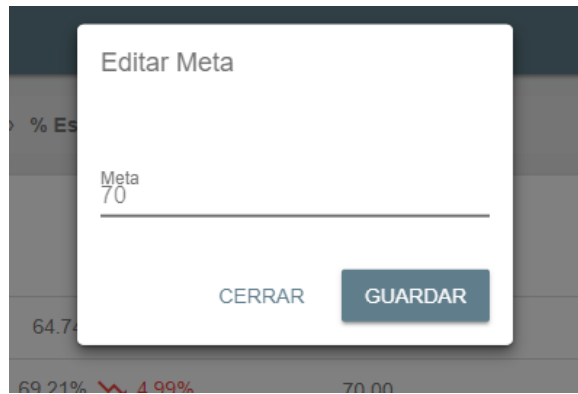 Editar Meta
% Es
Meta
70
CERRAR GUARDAR
64.74
69.21% 4.99% 70.00